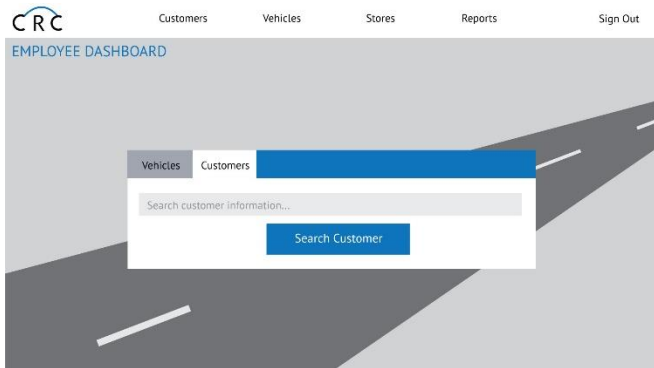 CRC Customers Vehicles Stores Reports Sign Out
EMPLOYEE DASHBOARD
Vehicles Customers
Search customer information...
Search Customer